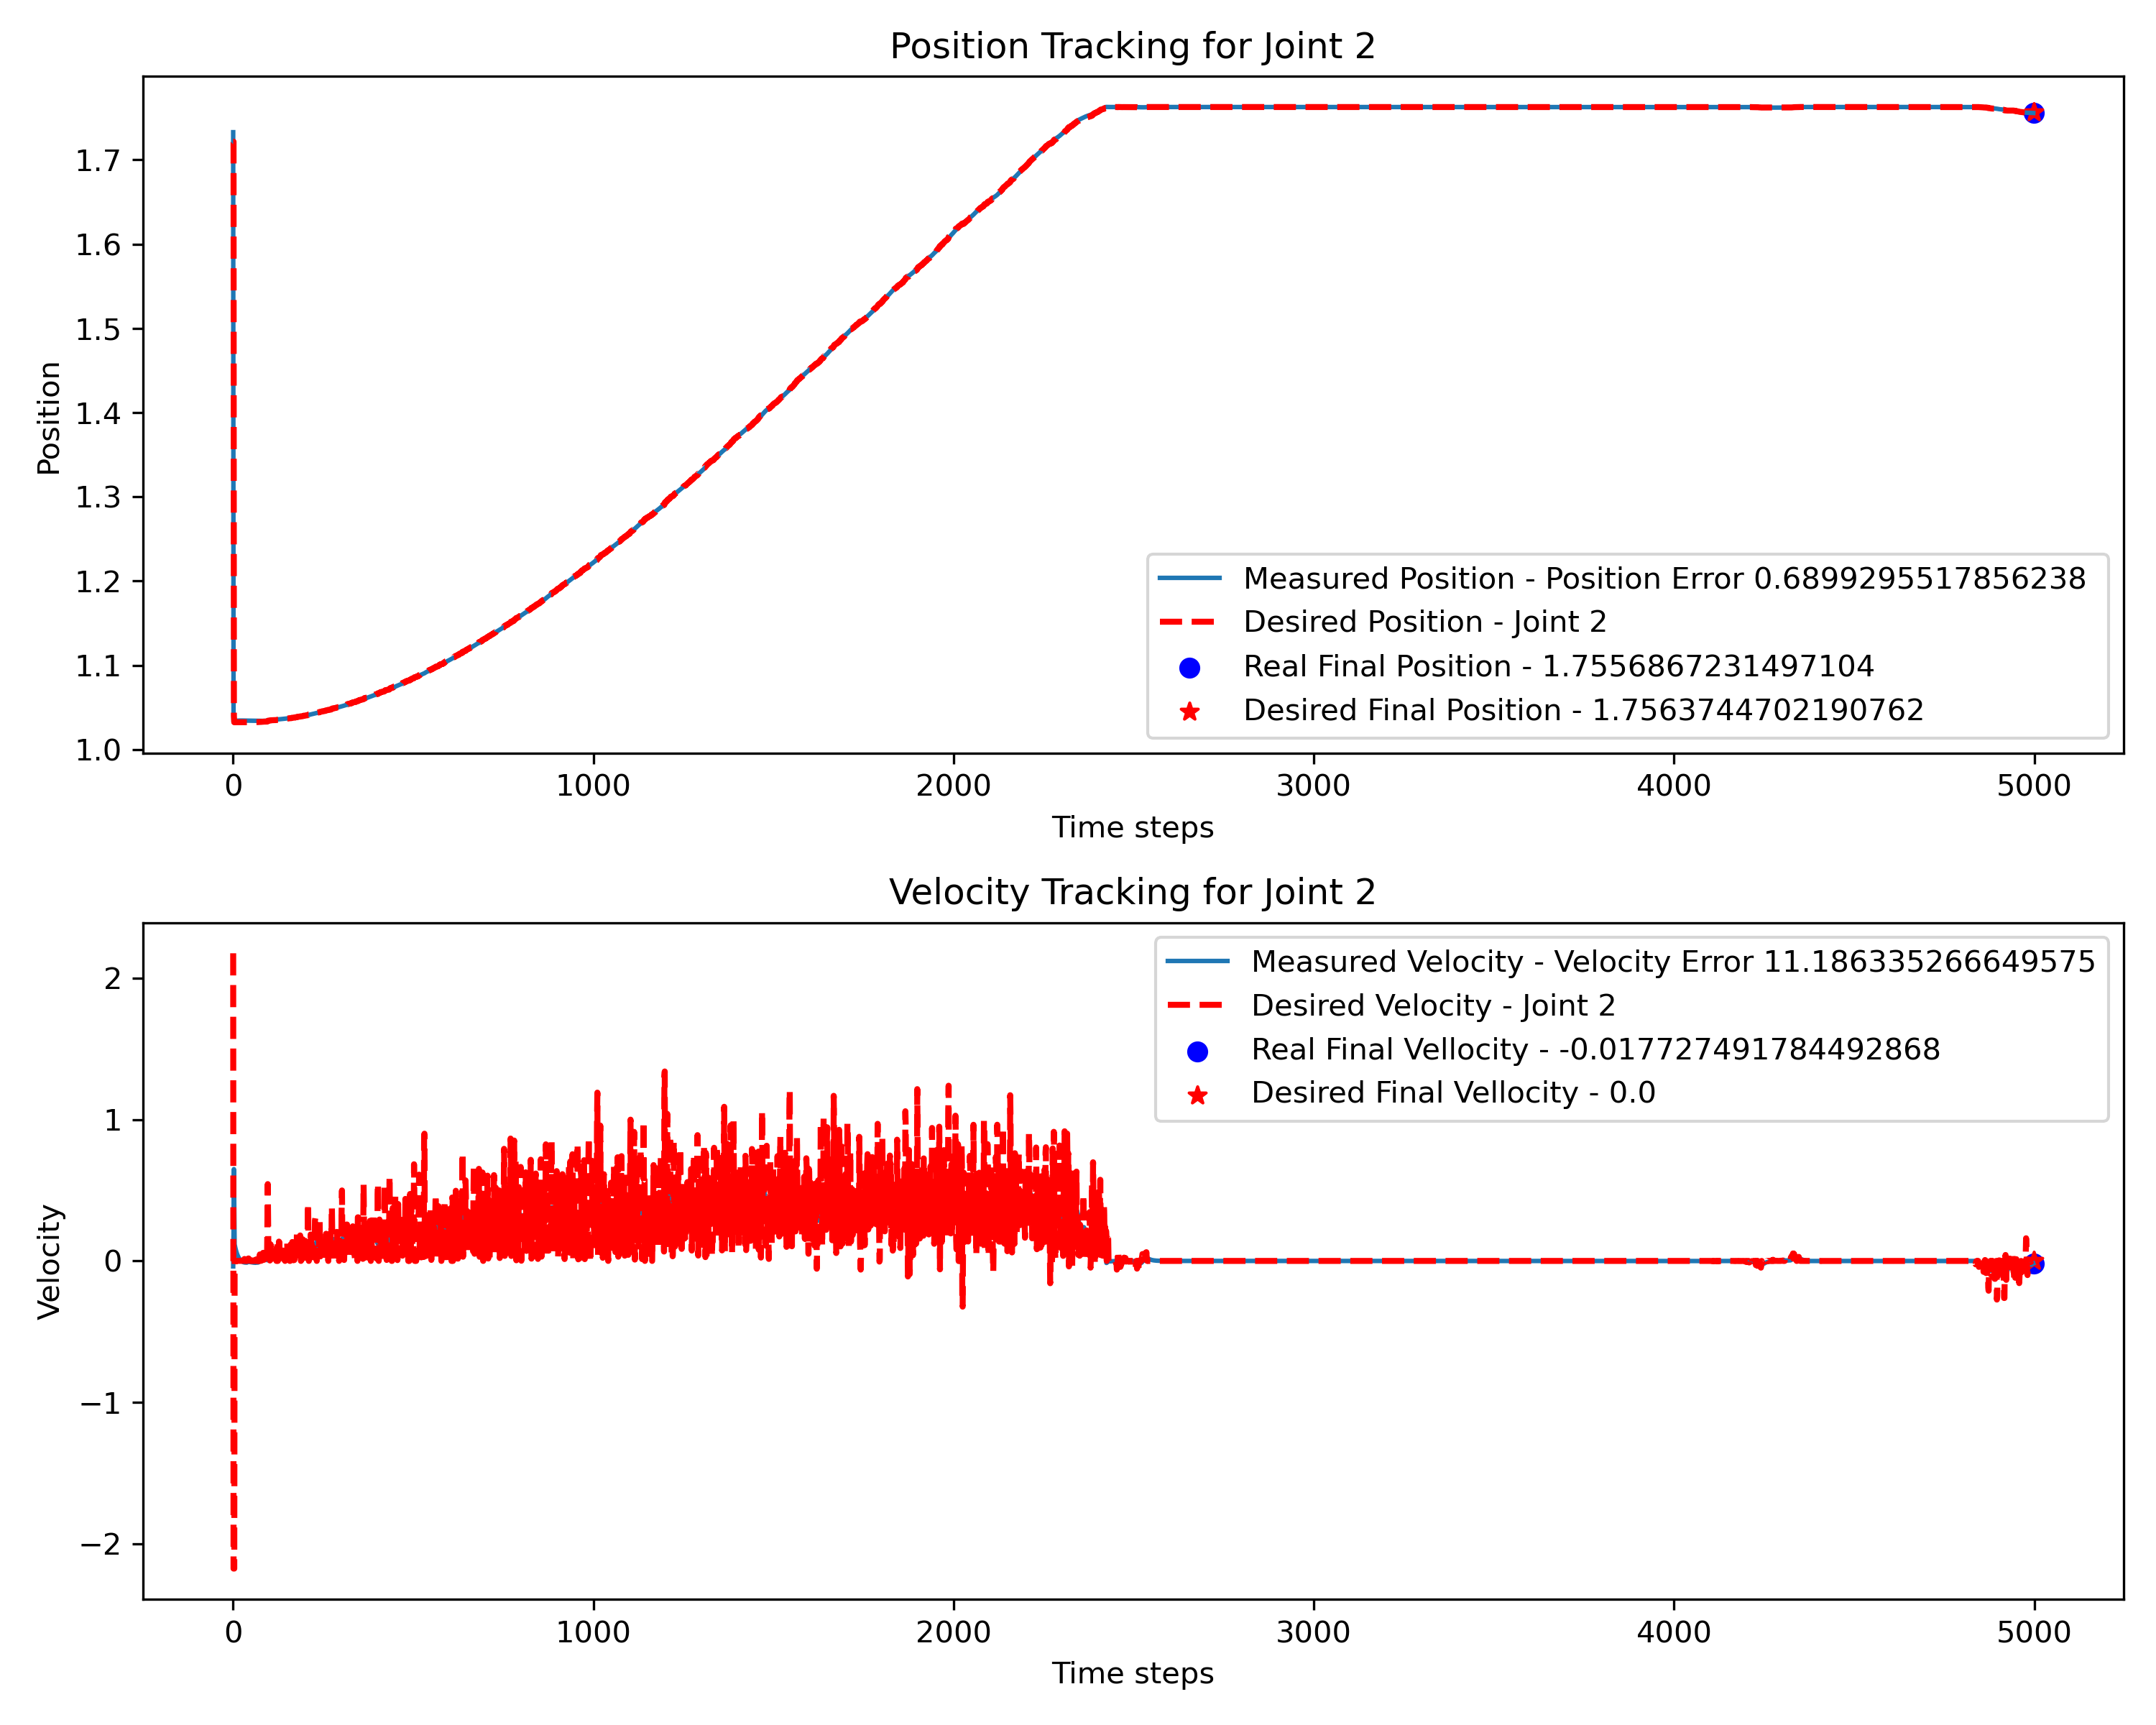 Position Tracking for Joint 2
1.7
1.6
1.5
1.4
1.3
1.2
1.1
1.0
Position
Measured Position - Position Error 0.6899295517856238
Desired Position - Joint 2
Real Final Position - 1.7556867231497104
Desired Final Position - 1.7563744702190762
0 1000 2000 3000 4000 5000
Time steps
Velocity Tracking for Joint 2
2
1
0
−1
−2
Velocity
Measured Velocity - Velocity Error 11.186335266649575
Desired Velocity - Joint 2
Real Final Vellocity - -0.017727491784492868
Desired Final Vellocity - 0.0
0 1000 2000 3000 4000 5000
Time steps